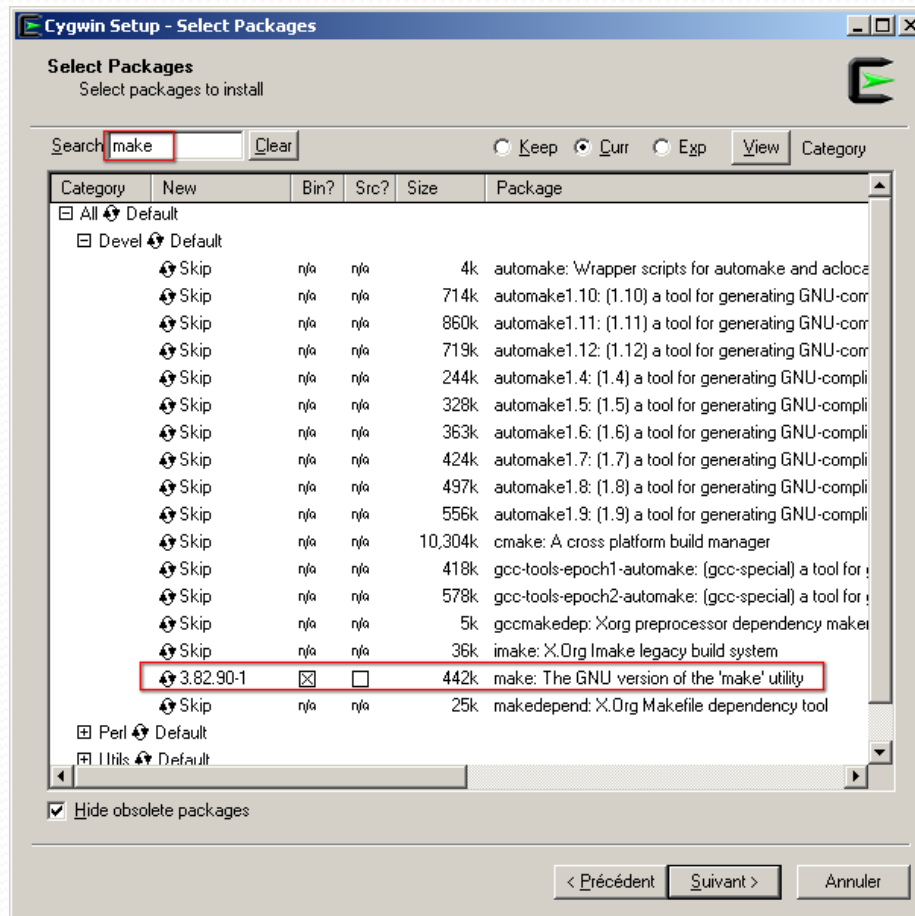 Cygwin Setup - Select Packages
Select Packages
Select packages to install
Search make Clear Keep Curr Exp View Category
Category New Bin? Src? Size Package
All Default
Devel Default
Skip n/a n/a 4k automake: Wrapper scripts for automake and acloca
Skip n/a n/a 714k automake1.10: (1.10) a tool for generating GNU-com
Skip n/a n/a 860k automake1.11: (1.11) a tool for generating GNU-com
Skip n/a n/a 719k automake1.12: (1.12) a tool for generating GNU-com
Skip n/a n/a 244k automake1.4: (1.4) a tool for generating GNU-compli
Skip n/a n/a 328k automake1.5: (1.5) a tool for generating GNU-compli
Skip n/a n/a 363k automake1.6: (1.6) a tool for generating GNU-compli
Skip n/a n/a 424k automake1.7: (1.7) a tool for generating GNU-compli
Skip n/a n/a 497k automake1.8: (1.8) a tool for generating GNU-compli
Skip n/a n/a 556k automake1.9: (1.9) a tool for generating GNU-compli
Skip n/a n/a 10,304k cmake: A cross platform build manager
Skip n/a n/a 418k gcc-tools-epoch1-automake: (gcc-special) a tool for
Skip n/a n/a 578k gcc-tools-epoch2-automake: (gcc-special) a tool for
Skip n/a n/a 5k gccmakedep: Xorg preprocessor dependency maker
Skip n/a n/a 36k imake: X.Org Imake legacy build system
3.82.90-1 442k make: The GNU version of the 'make' utility
Skip n/a n/a 25k makedepend: X.Org Makefile dependency tool
Perl Default
Utils Default
Hide obsolete packages
< Précédent Suivant > Annuler